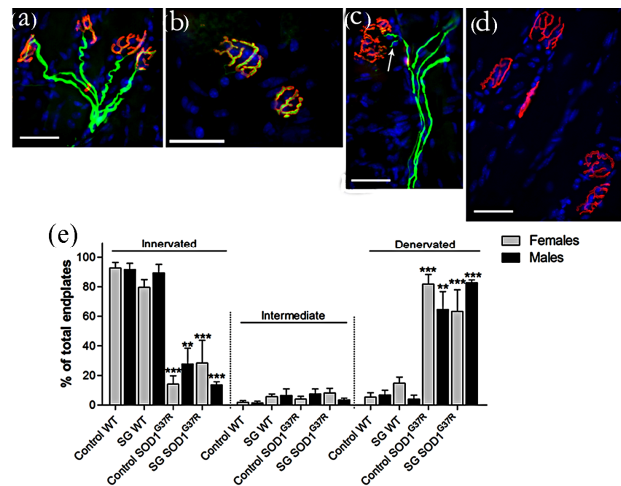 (a)
(b)
(c)
(d)
(e)
Innervated
Intermediate
Denervated
Females
Males
% of total endplates
100
80
60
40
20
0
***
**
***
***
***
**
***
***
Control WT
SG WT
Control SOD1G37R
SG SOD1G37R
Control WT
SG WT
Control SOD1G37R
SG SOD1G37R
Control WT
SG WT
Control SOD1G37R
SG SOD1G37R